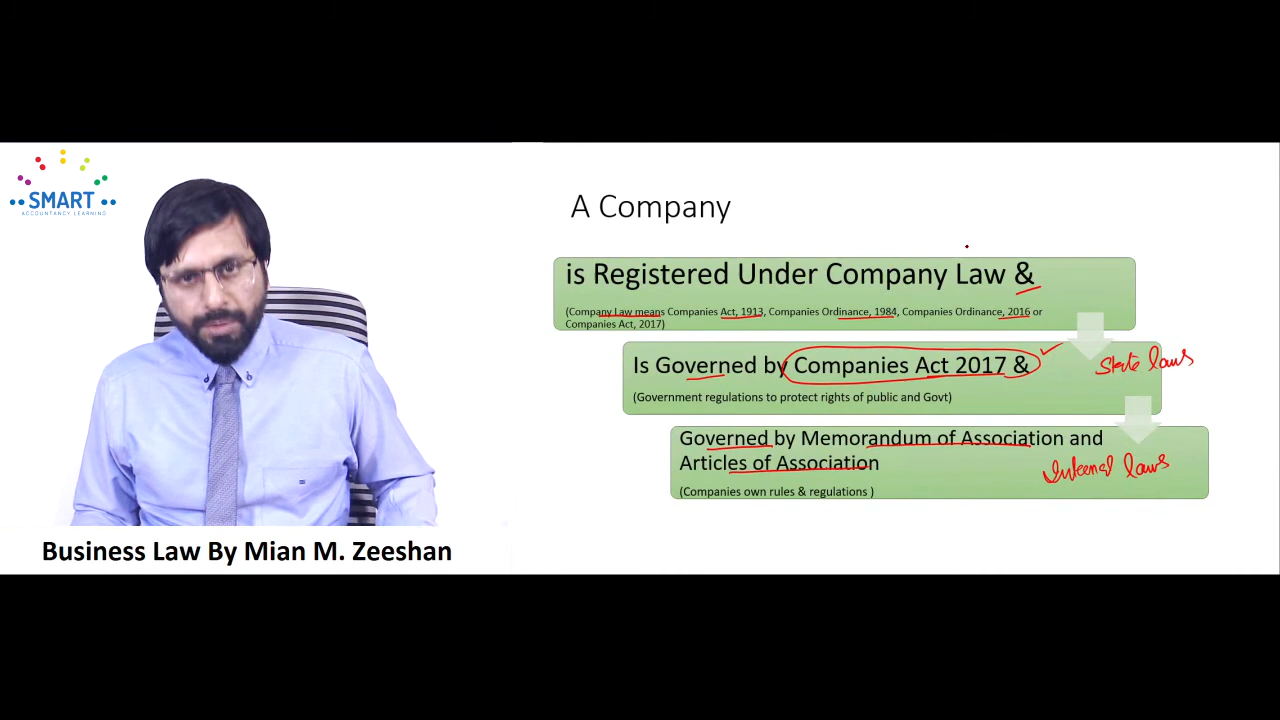 SMART
ACCOUNTANCY LEARNING
A Company
is Registered Under Company Law &
(Company Law means Companies Act, 1913, Companies Ordinance, 1984, Companies Ordinance, 2016 or
Companies Act, 2017)
Is Governed by Companies Act 2017 &
State laws
(Government regulations to protect rights of public and Govt)
Governed by Memorandum of Association and
Articles of Association
Internal laws
(Companies own rules & regulations )
Business Law By Mian M. Zeeshan